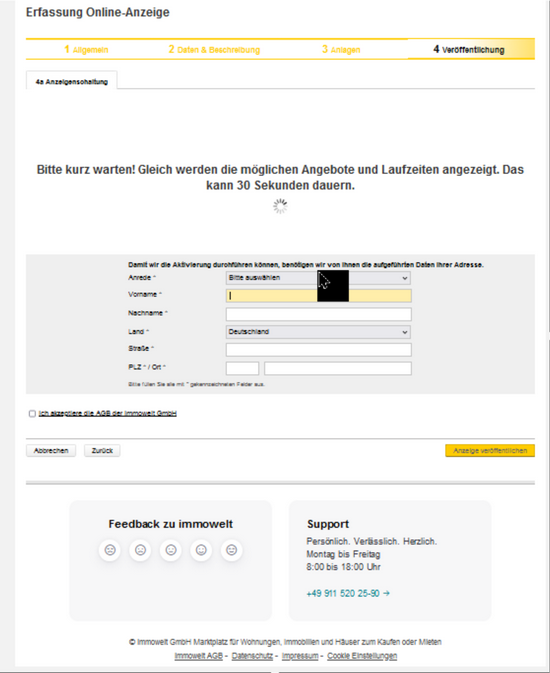 Erfassung Online-Anzeige
1 Allgemein 2 Daten & Beschreibung 3 Anlagen 4 Veröffentlichung
4a Anzeigenschaltung
Bitte kurz warten! Gleich werden die möglichen Angebote und Laufzeiten angezeigt. Das
kann 30 Sekunden dauern.
Damit wir die Aktivierung durchführen können, benötigen wir von Ihnen die aufgeführten Daten Ihrer Adresse.
Anrede * Bitte auswählen
Vorname *
Nachname *
Land * Deutschland
Straße *
PLZ * / Ort *
Bitte füllen Sie alle mit * gekennzeichneten Felder aus.
Ich akzeptiere die AGB der immowelt GmbH
Abbrechen Zurück Anzeige veröffentlichen
Feedback zu immowelt
Support
Persönlich. Verlässlich. Herzlich.
Montag bis Freitag
8:00 bis 18:00 Uhr
+49 911 520 25-90 →
© Immowelt GmbH Marktplatz für Wohnungen, Immobilien und Häuser zum Kaufen oder Mieten
Immowelt AGB - Datenschutz - Impressum - Cookie Einstellungen